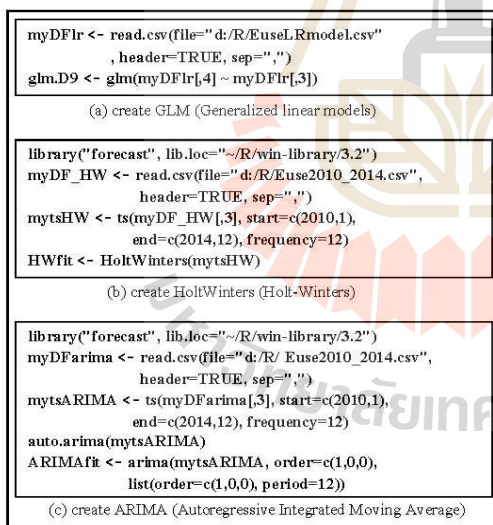 myDFlr <- read.csv(file="d:/R/EuseLRmodel.csv"
, header=TRUE, sep=",")
glm.D9 <- glm(myDFlr[,4] ~ myDFlr[,3])
(a) create GLM (Generalized linear models)
library("forecast", lib.loc="~/R/win-library/3.2")
myDF_HW <- read.csv(file="d:/R/Euse2010_2014.csv",
header=TRUE, sep=",")
mytsHW <- ts(myDF_HW[,3], start=c(2010,1),
end=c(2014,12), frequency=12)
HWfit <- HoltWinters(mytsHW)
(b) create HoltWinters (Holt-Winters)
library("forecast", lib.loc="~/R/win-library/3.2")
myDFarima <- read.csv(file="d:/R/ Euse2010_2014.csv",
header=TRUE, sep=",")
mytsARIMA <- ts(myDFarima[,3], start=c(2010,1),
end=c(2014,12), frequency=12)
auto.arima(mytsARIMA)
ARIMAfit <- arima(mytsARIMA, order=c(1,0,0),
list(order=c(1,0,0), period=12))
(c) create ARIMA (Autoregressive Integrated Moving Average)